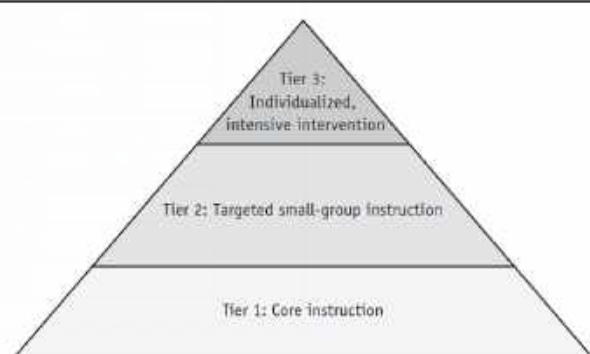 Tier 3:
Individualized,
intensive intervention
Tier 2: Targeted small-group instruction
Tier 1: Core instruction